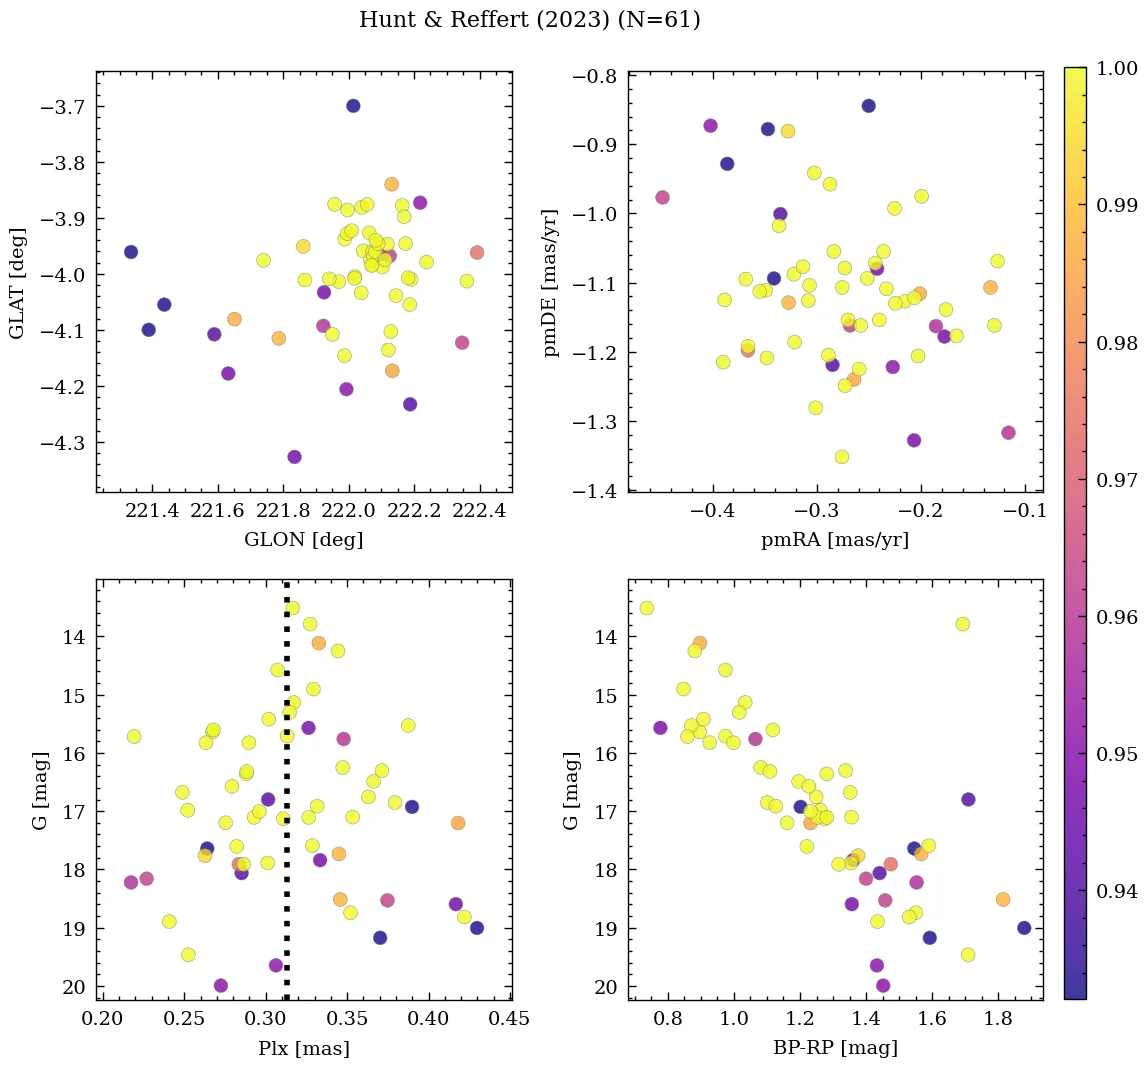 Hunt & Reffert (2023) (N=61)
−3.7
−3.8
−3.9
−4.0
−4.1
−4.2
−4.3
GLAT [deg]
221.4 221.6 221.8 222.0 222.2 222.4
GLON [deg]
−0.8
−0.9
−1.0
−1.1
−1.2
−1.3
−1.4
pmDE [mas/yr]
−0.4 −0.3 −0.2 −0.1
pmRA [mas/yr]
14
15
16
17
18
19
20
G [mag]
0.20 0.25 0.30 0.35 0.40 0.45
Plx [mas]
14
15
16
17
18
19
20
G [mag]
0.8 1.0 1.2 1.4 1.6 1.8
BP-RP [mag]
1.00
0.99
0.98
0.97
0.96
0.95
0.94